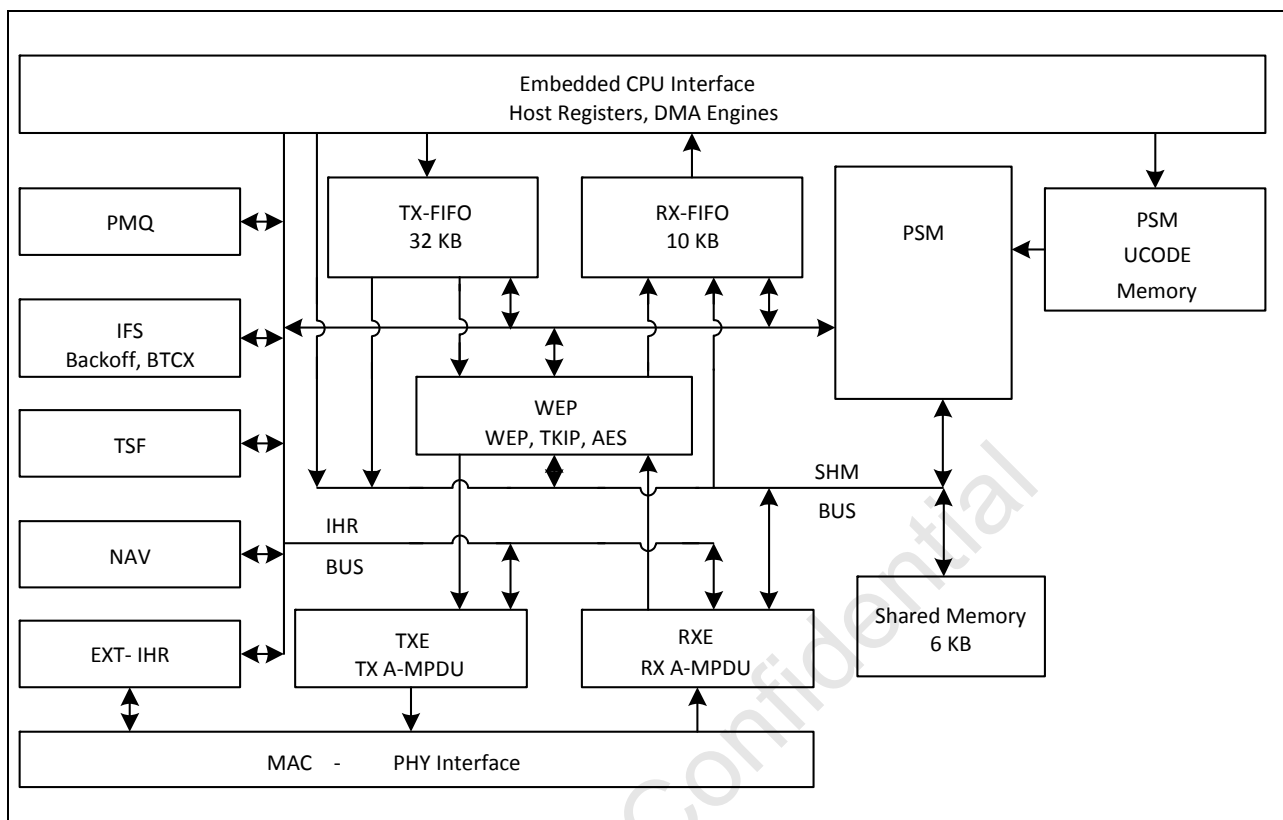 Embedded CPU Interface
Host Registers, DMA Engines
PMQ
TX-FIFO
32 KB
RX-FIFO
10 KB
PSM
PSM
UCODE
Memory
IFS
Backoff, BTCX
WEP
WEP, TKIP, AES
TSF
SHM
BUS
IHR
BUS
NAV
Shared Memory
6 KB
EXT- IHR
TXE
TX A-MPDU
RXE
RX A-MPDU
MAC - PHY Interface
Confidential